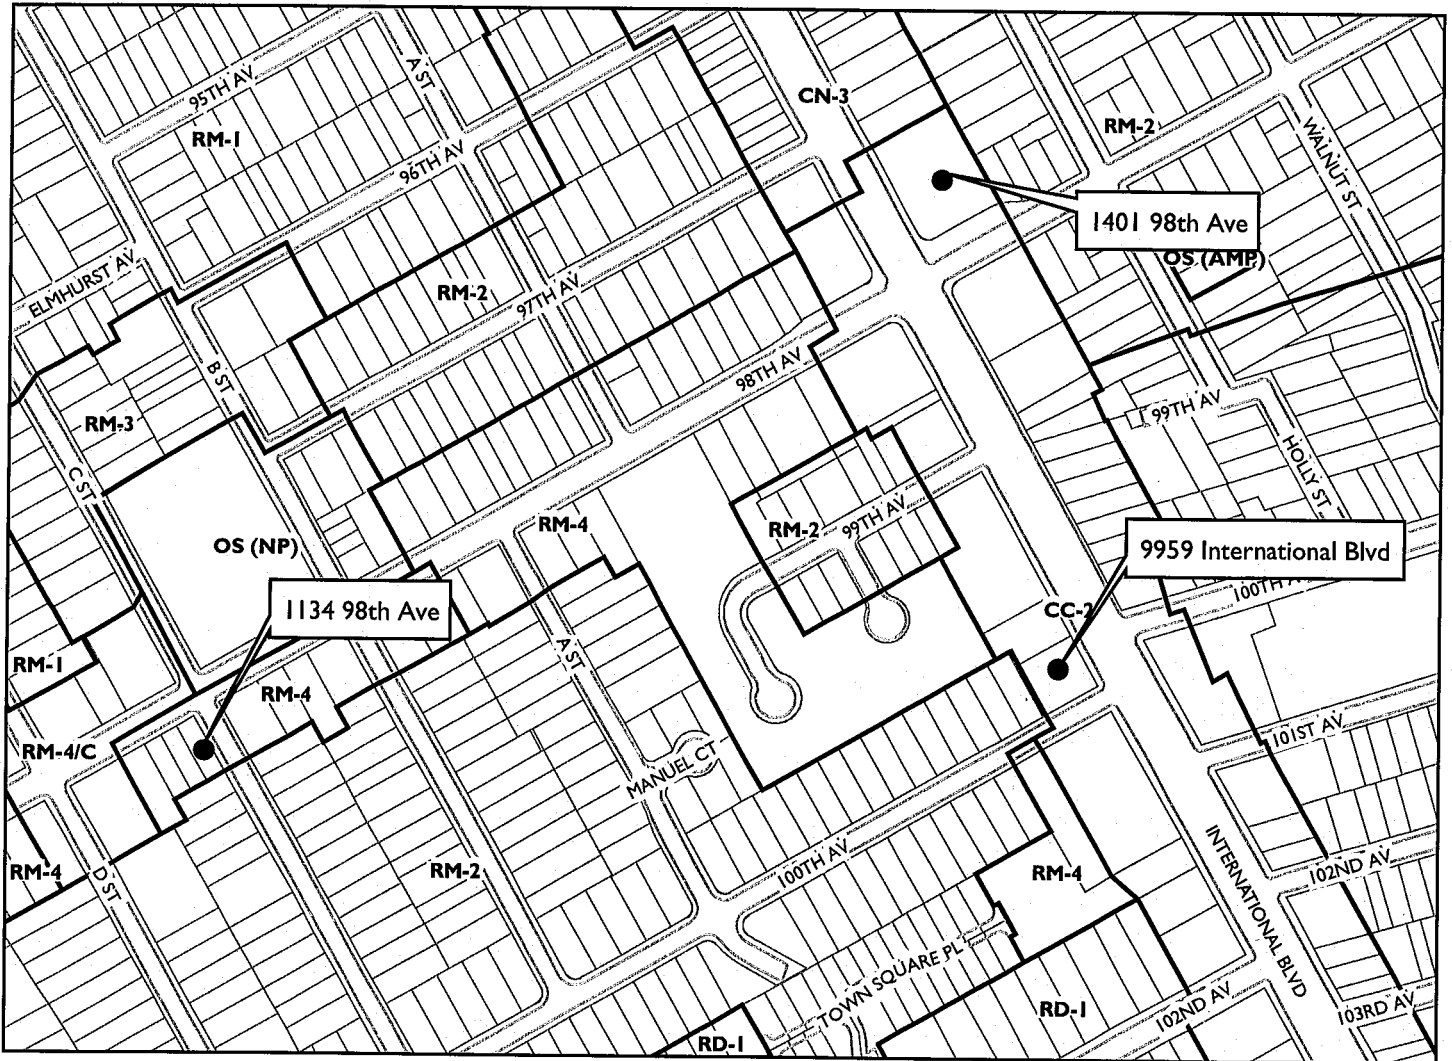 CN-3
A ST
95TH AV
RM-1
RM-2
WALNUT ST
96TH AV
1401 98th Ave
OS (AMP)
ELMHURST AV
RM-2
97TH AV
B ST
98TH AV
RM-3
99TH AV
C ST
HOLLY ST
RM-4
RM-2
99TH AV
OS (NP)
9959 International Blvd
100TH A
1134 98th Ave
CC-2
A ST
RM-1
RM-4
RM-4/C
101ST AV
MANUEL CT
INTERNATIONAL BLVD
100TH AV
RM-4
RM-2
RM-4
D ST
102ND AV
TOWN SQUARE PL
RD-1
102ND AV
103RD AV
RD-1